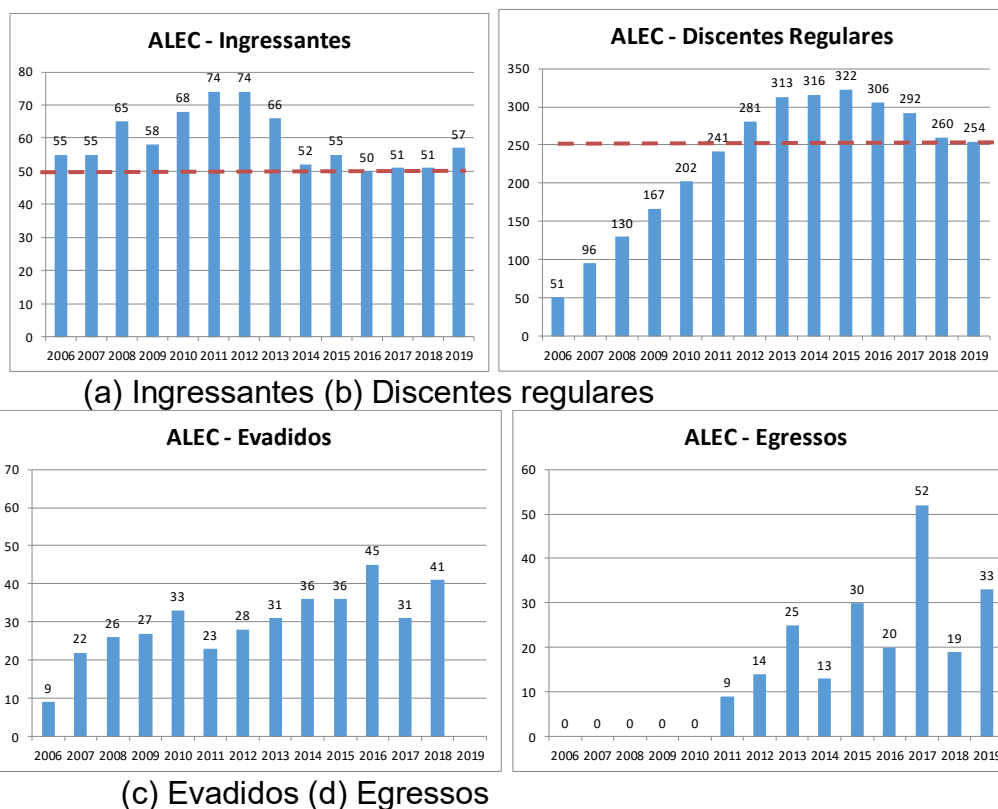 ALEC - Ingressantes
80
70
60
50
40
30
20
10
0
55 55 65 58 68 74 74 66 52 55 50 51 51 57
2006 2007 2008 2009 2010 2011 2012 2013 2014 2015 2016 2017 2018 2019
ALEC - Discentes Regulares
350
300
250
200
150
100
50
0
51 96 130 167 202 241 281 313 316 322 306 292 260 254
2006 2007 2008 2009 2010 2011 2012 2013 2014 2015 2016 2017 2018 2019
(a) Ingressantes (b) Discentes regulares
ALEC - Evadidos
70
60
50
40
30
20
10
0
9 22 26 27 33 23 28 31 36 36 45 31 41
2006 2007 2008 2009 2010 2011 2012 2013 2014 2015 2016 2017 2018 2019
ALEC - Egressos
60
50
40
30
20
10
0
0 0 0 0 0 9 14 25 13 30 20 52 19 33
2006 2007 2008 2009 2010 2011 2012 2013 2014 2015 2016 2017 2018 2019
(c) Evadidos (d) Egressos